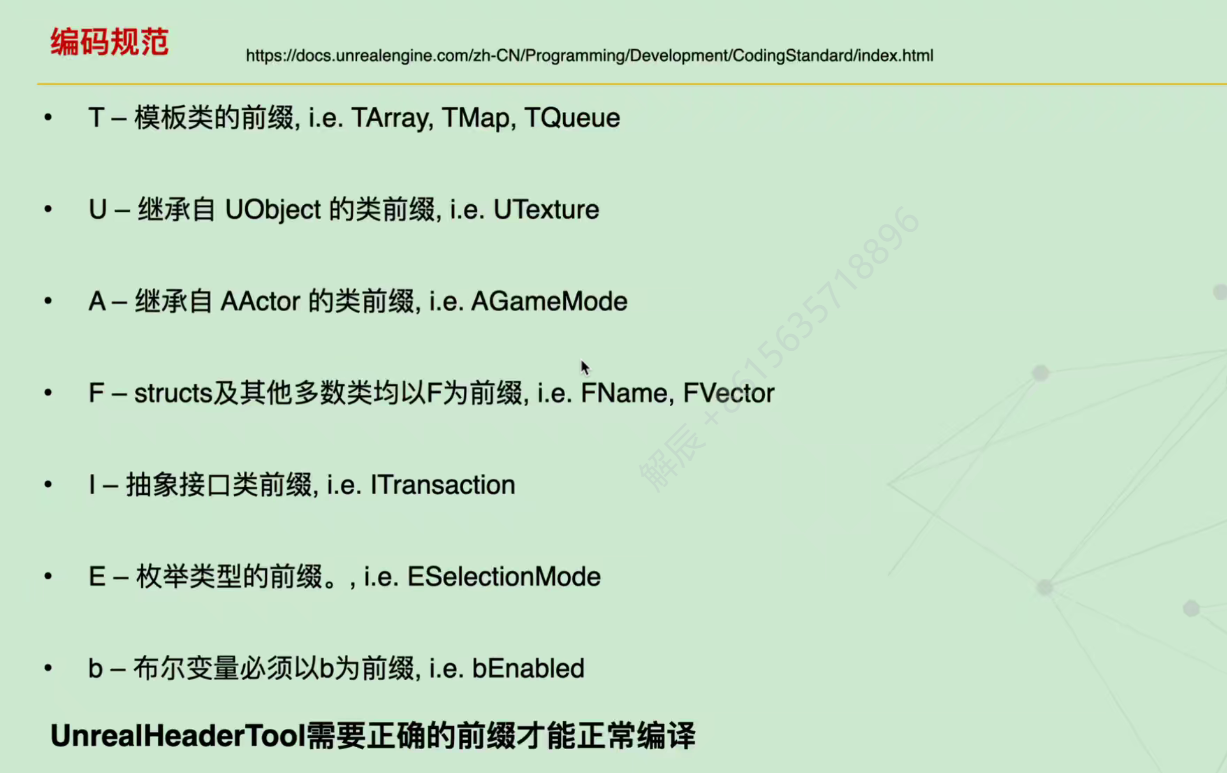 编码规范
https://docs.unrealengine.com/zh-CN/Programming/Development/CodingStandard/index.html
• T – 模板类的前缀, i.e. TArray, TMap, TQueue
• U – 继承自 UObject 的类前缀, i.e. UTexture
• A – 继承自 AActor 的类前缀, i.e. AGameMode
• F – structs及其他多数类均以F为前缀, i.e. FName, FVector
• I – 抽象接口类前缀, i.e. ITransaction
• E – 枚举类型的前缀。, i.e. ESelectionMode
• b – 布尔变量必须以b为前缀, i.e. bEnabled
UnrealHeaderTool需要正确的前缀才能正常编译
解辰 +8615635718896